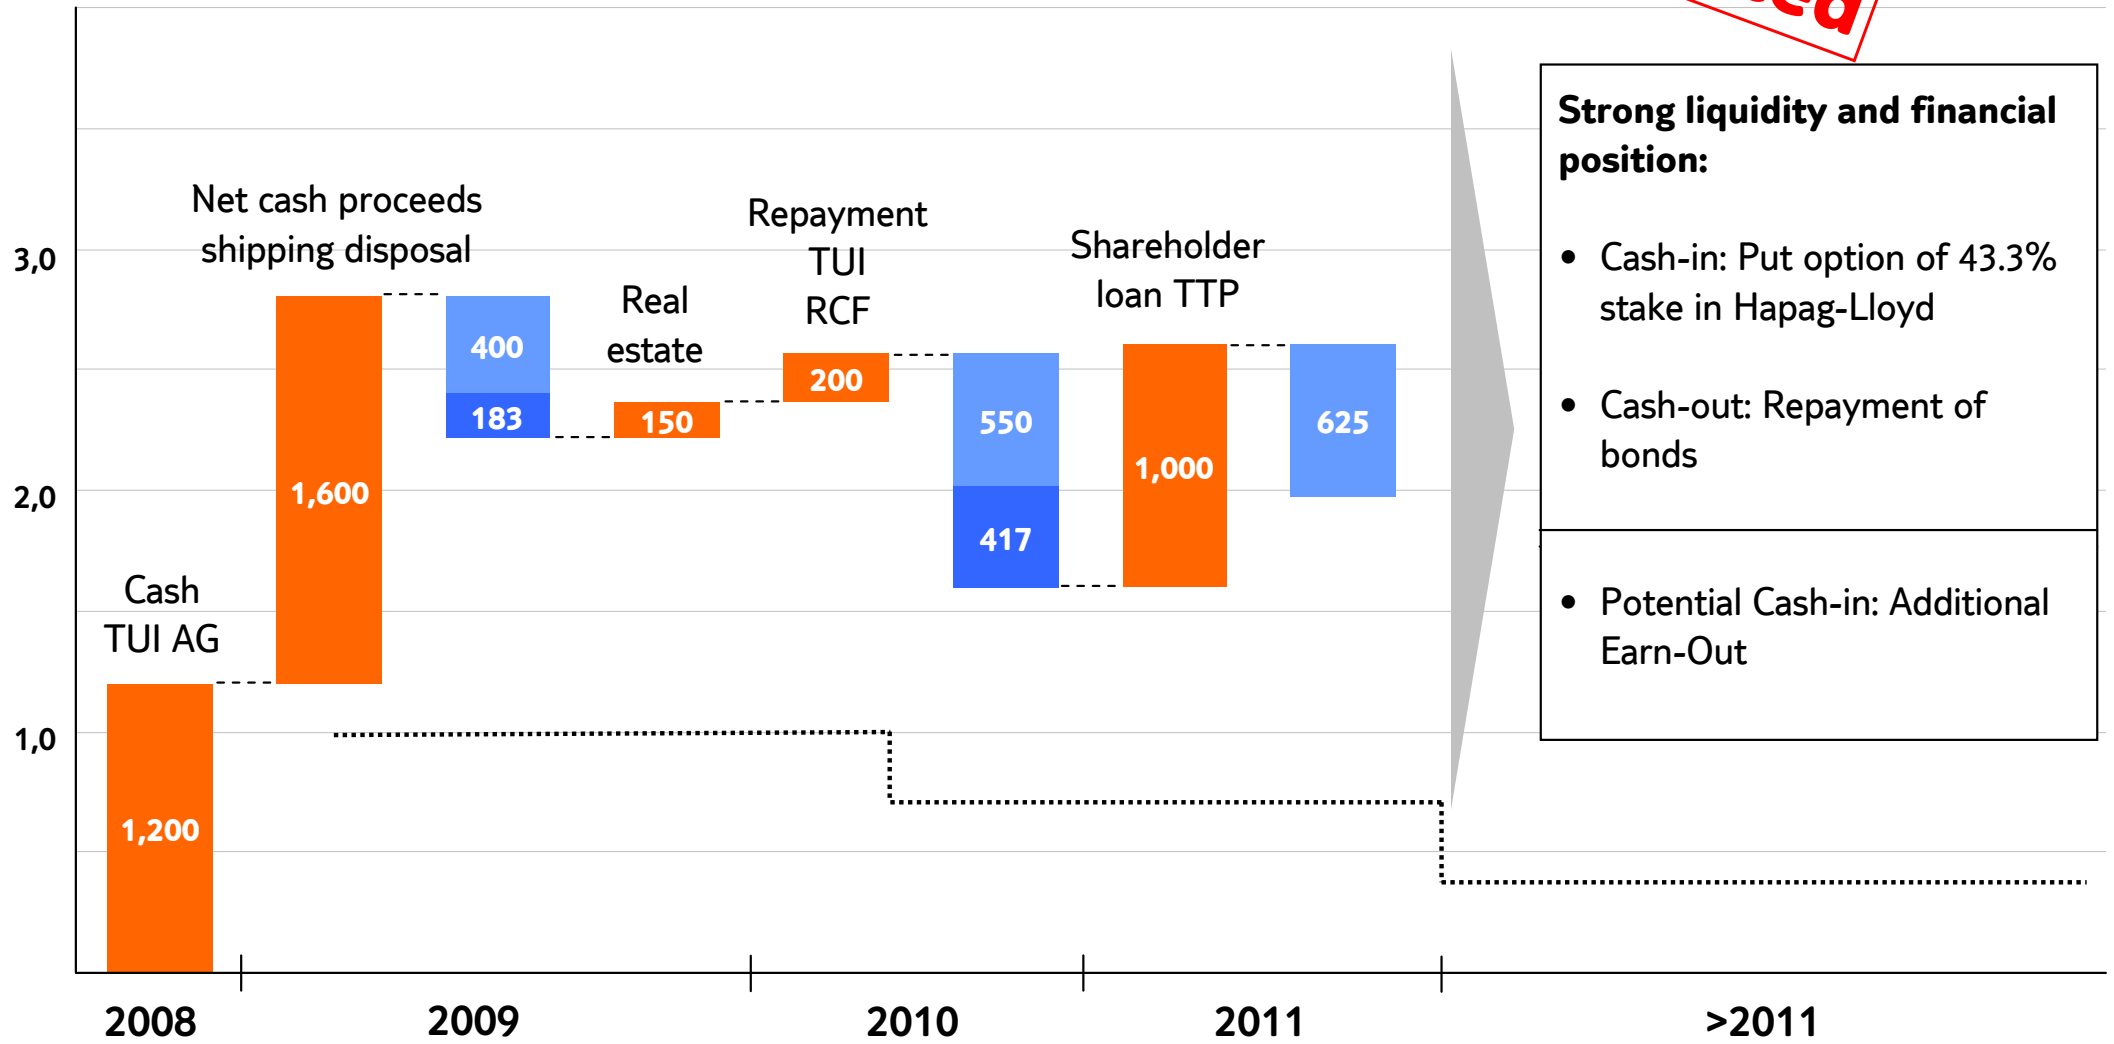 3,0
2,0
1,0
Net cash proceeds
shipping disposal
Repayment
TUI
RCF
Shareholder
loan TTP
Real
estate
Cash
TUI AG
400
183
150
200
550
417
1,600
1,000
625
1,200
2008
2009
2010
2011
>2011
Strong liquidity and financial
position:
• Cash-in: Put option of 43.3%
stake in Hapag-Lloyd
• Cash-out: Repayment of
bonds
• Potential Cash-in: Additional
Earn-Out